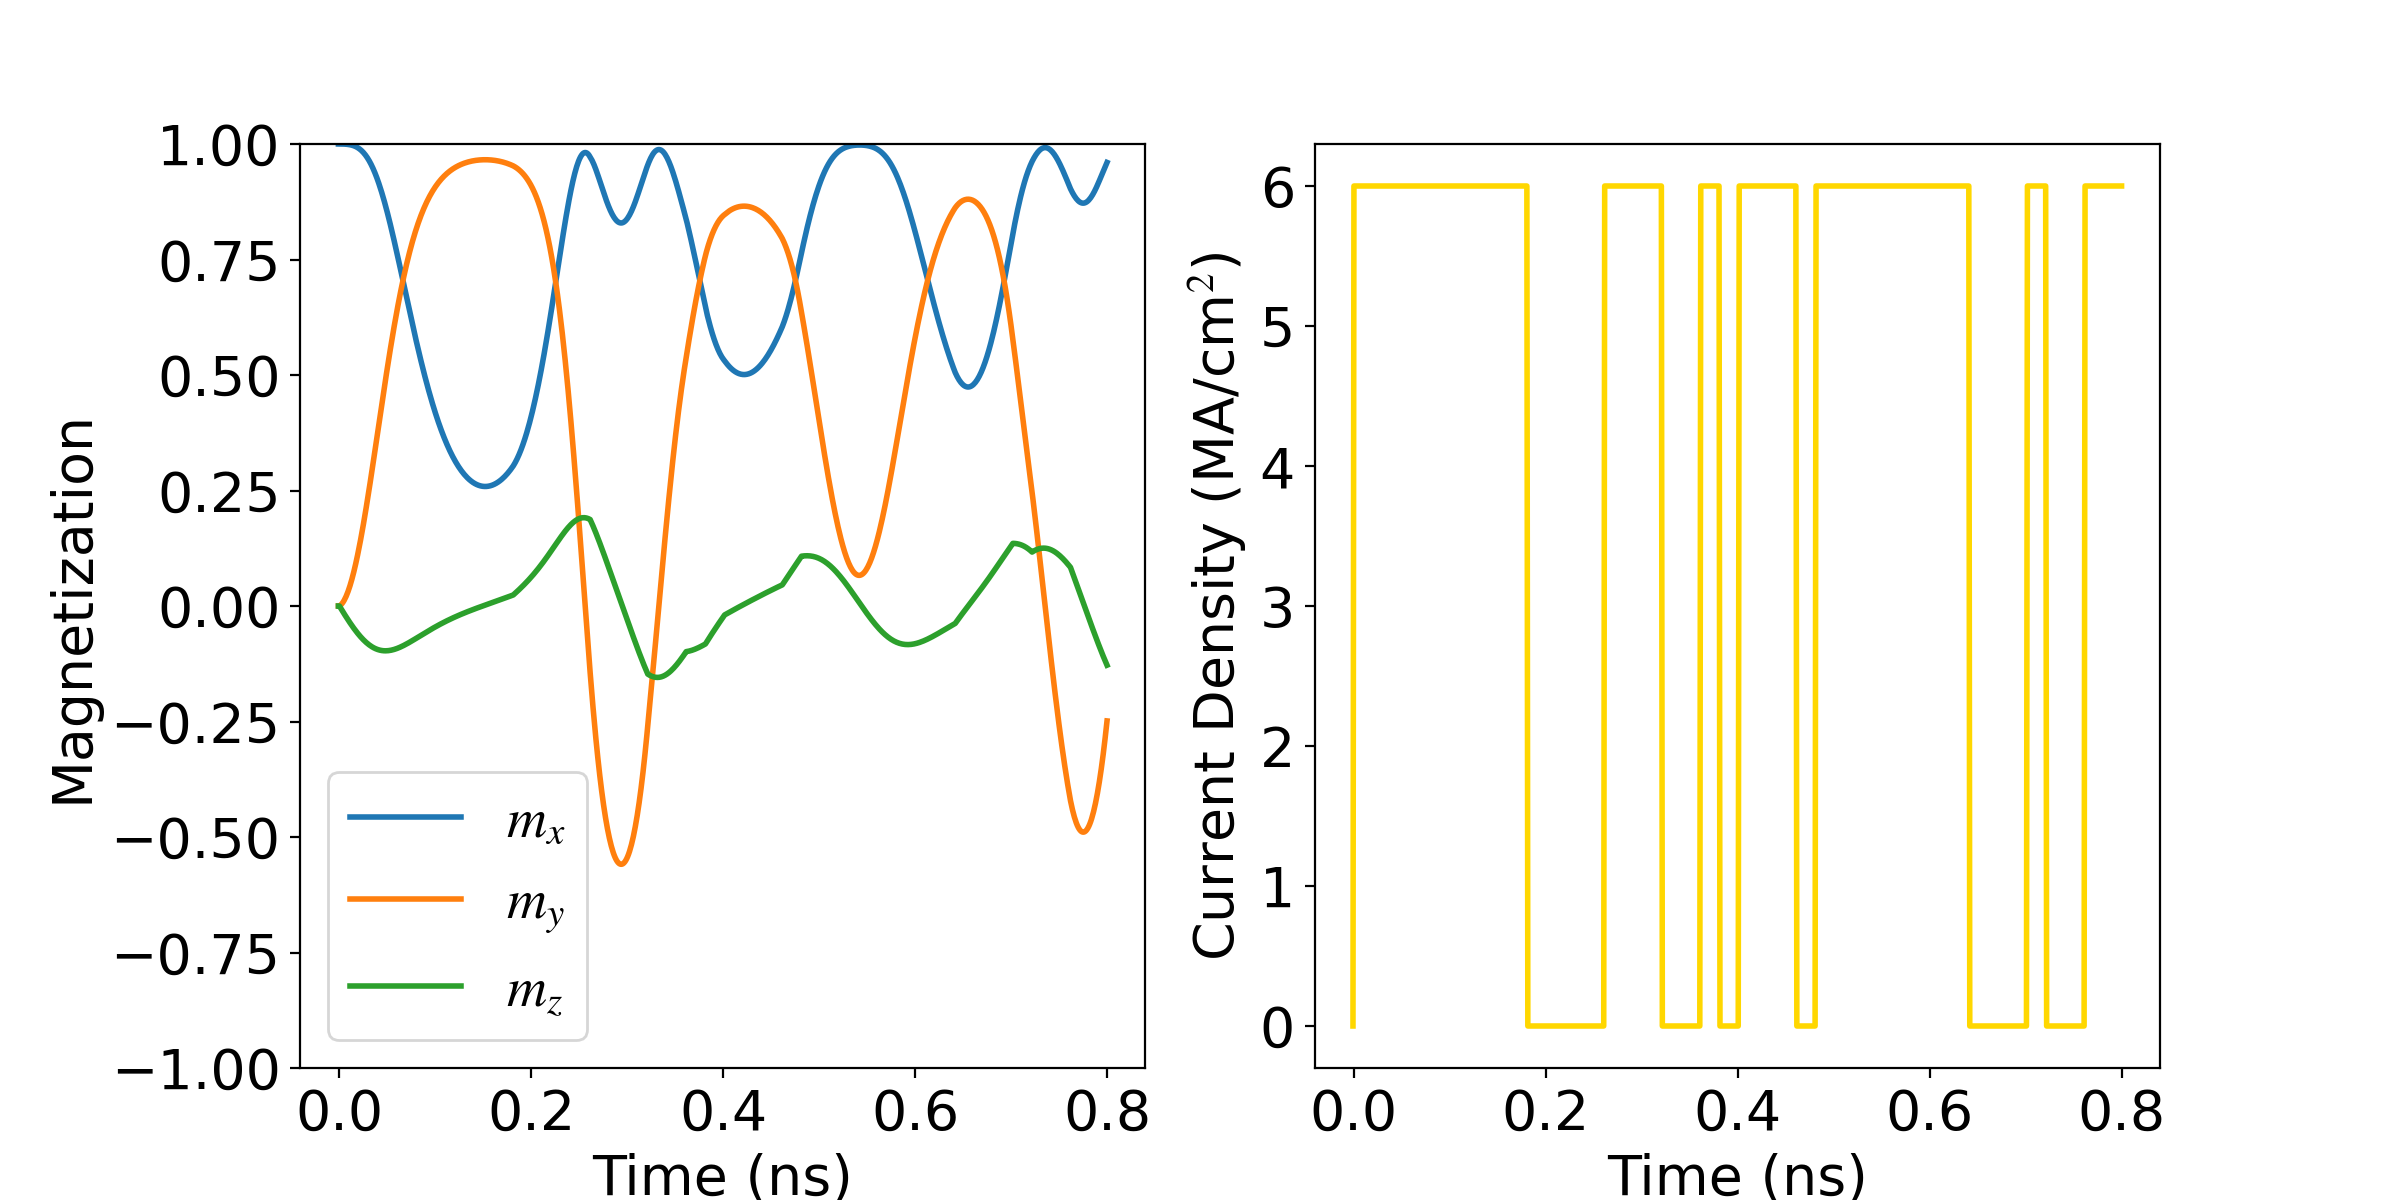 Magnetization
1.00
0.75
0.50
0.25
0.00
−0.25
−0.50
−0.75
−1.00
m_x
m_y
m_z
0.0 0.2 0.4 0.6 0.8
Time (ns)
Current Density (MA/cm²)
6
5
4
3
2
1
0
0.0 0.2 0.4 0.6 0.8
Time (ns)